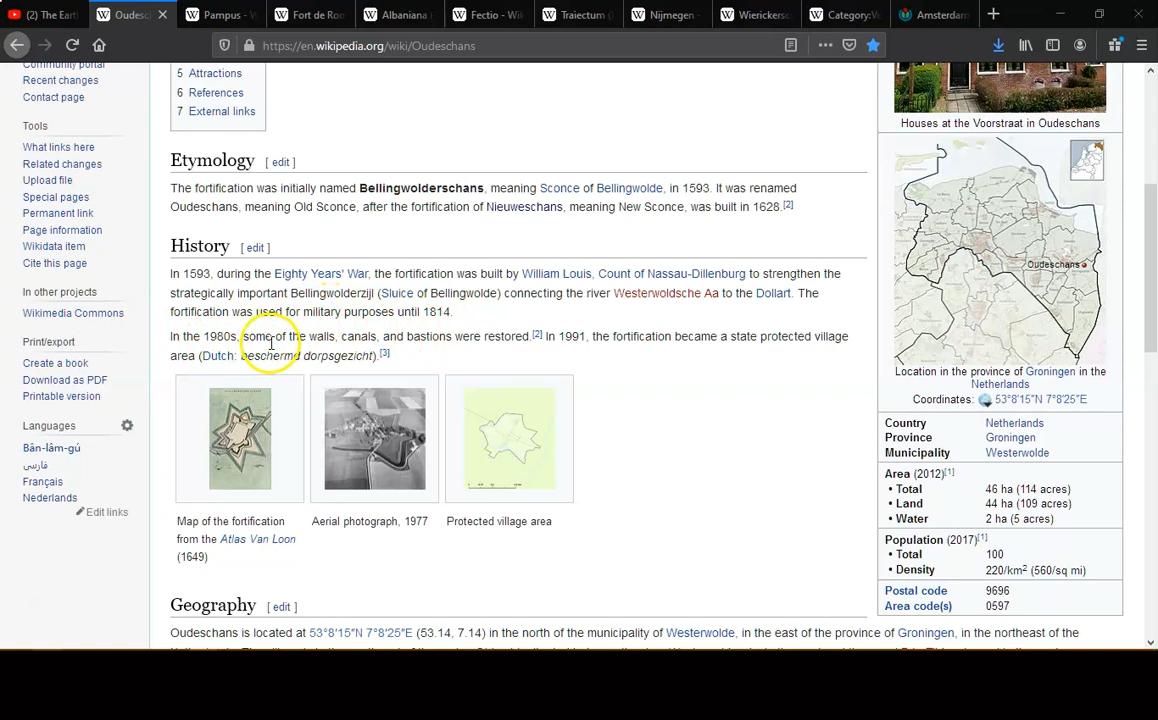 (2) The Eart
Oudesch
Pampus - W
Fort de Roo
Albaniana
Fectio - Wi
Traiectum (
Nijmegen -
Wierickersc
Category:Ve
Amsterdam
https://en.wikipedia.org/wiki/Oudeschans
Community portal
Recent changes
Contact page
Tools
What links here
Related changes
Upload file
Special pages
Permanent link
Page information
Wikidata item
Cite this page
In other projects
Wikimedia Commons
Print/export
Create a book
Download as PDF
Printable version
Languages
Bân-lâm-gú
فارسی
Français
Nederlands
Edit links
5 Attractions
6 References
7 External links
Etymology [ edit ]
The fortification was initially named Bellingwolderschans, meaning Sconce of Bellingwolde, in 1593. It was renamed
Oudeschans, meaning Old Sconce, after the fortification of Nieuweschans, meaning New Sconce, was built in 1628.[2]
History [ edit ]
In 1593, during the Eighty Years' War, the fortification was built by William Louis, Count of Nassau-Dillenburg to strengthen the
strategically important Bellingwolderzijl (Sluice of Bellingwolde) connecting the river Westerwoldsche Aa to the Dollart. The
fortification was used for military purposes until 1814.
In the 1980s, some of the walls, canals, and bastions were restored.[2] In 1991, the fortification became a state protected village
area (Dutch: beschermd dorpsgezicht).[3]
Map of the fortification
from the Atlas Van Loon
(1649)
Aerial photograph, 1977
Protected village area
Geography [ edit ]
Oudeschans is located at 53°8′15″N 7°8′25″E (53.14, 7.14) in the north of the municipality of Westerwolde, in the east of the province of Groningen, in the northeast of the
Houses at the Voorstraat in Oudeschans
Oudeschans
Location in the province of Groningen in the
Netherlands
Coordinates: 53°8′15″N 7°8′25″E
Country Netherlands
Province Groningen
Municipality Westerwolde
Area (2012)[1]
• Total 46 ha (114 acres)
• Land 44 ha (109 acres)
• Water 2 ha (5 acres)
Population (2017)[1]
• Total 100
• Density 220/km2 (560/sq mi)
Postal code 9696
Area code(s) 0597